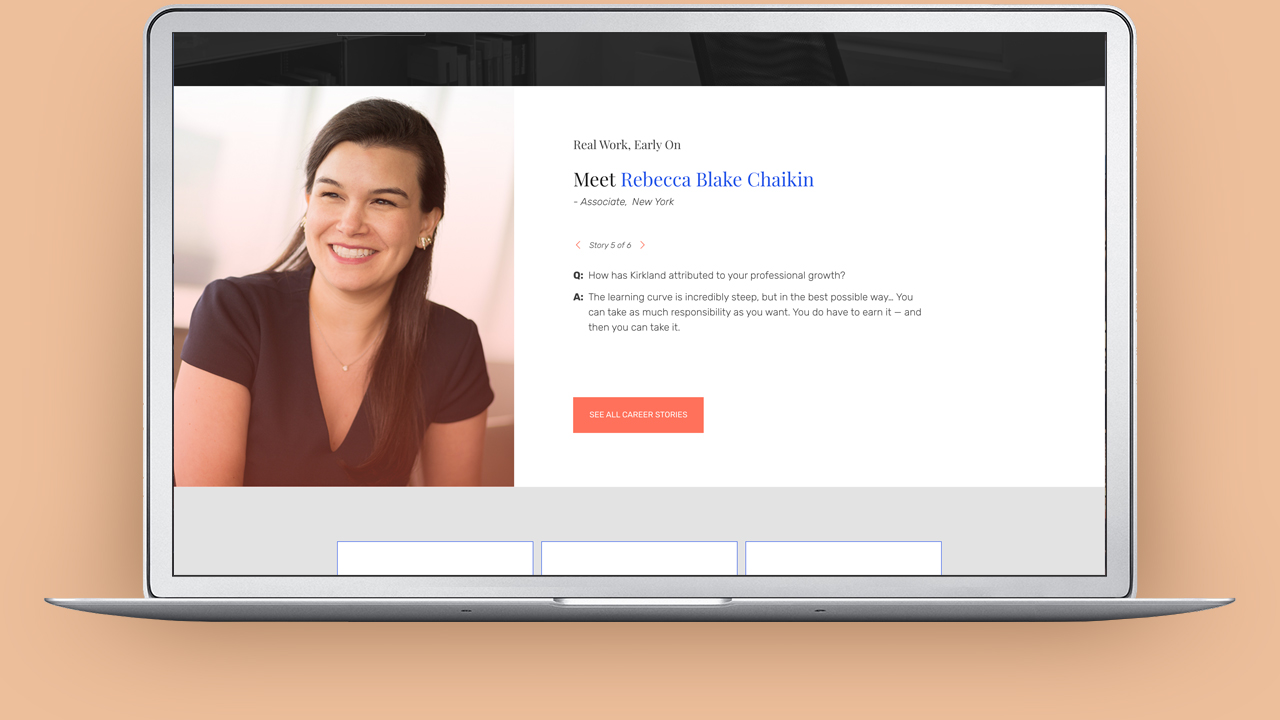 Real Work, Early On
Meet Rebecca Blake Chaikin
- Associate, New York
Story 5 of 6
Q: How has Kirkland attributed to your professional growth?
A: The learning curve is incredibly steep, but in the best possible way... You
can take as much responsibility as you want. You do have to earn it — and
then you can take it.
SEE ALL CAREER STORIES